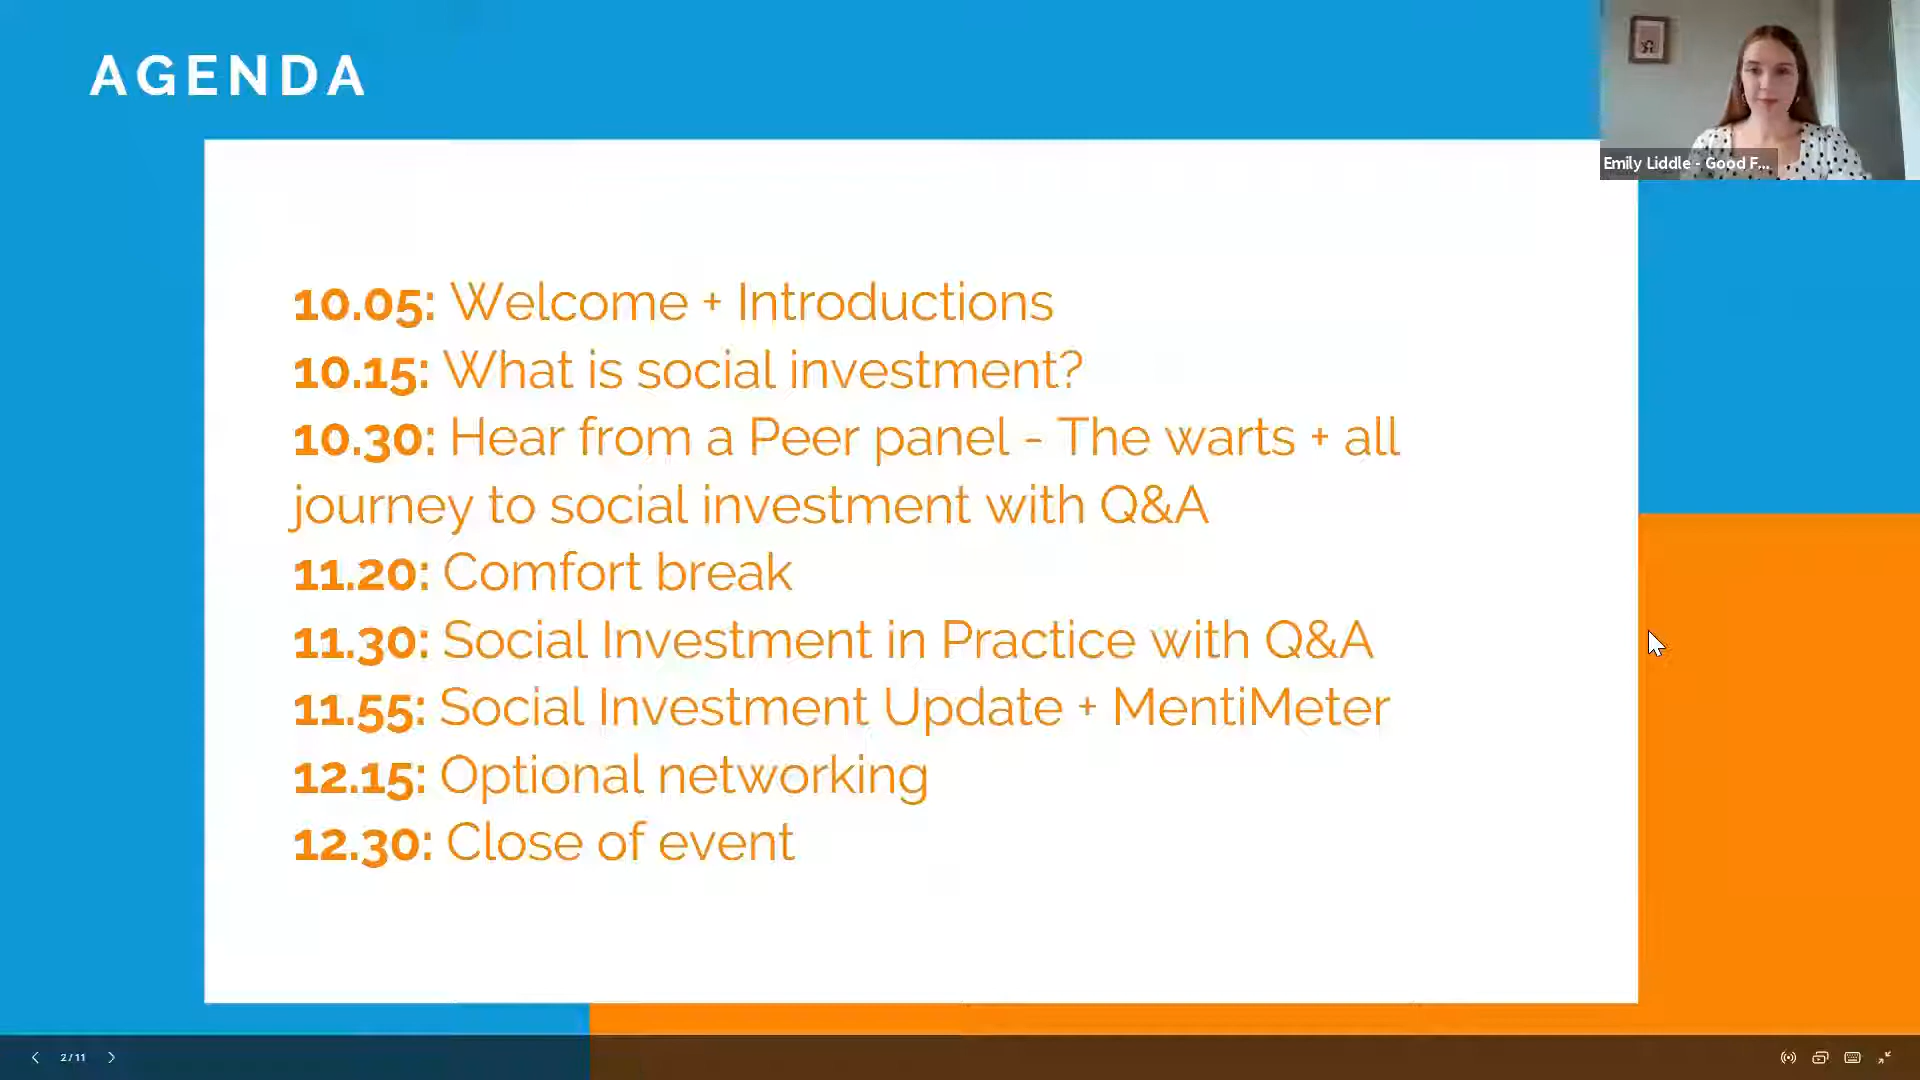 AGENDA
Emily Liddle - Good F...
10.05: Welcome + Introductions
10.15: What is social investment?
10.30: Hear from a Peer panel - The warts + all
journey to social investment with Q&A
11.20: Comfort break
11.30: Social Investment in Practice with Q&A
11.55: Social Investment Update + MentiMeter
12.15: Optional networking
12.30: Close of event
2/11